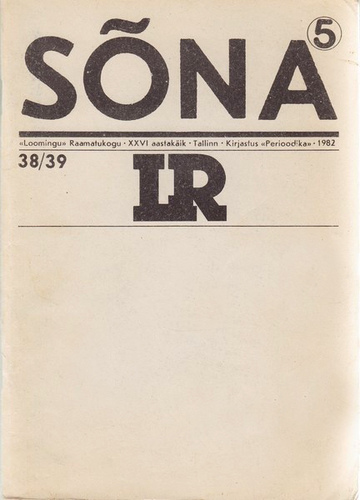 SÕNA 5
«Loomingu» Raamatukogu · XXVI aastakäik · Tallinn · Kirjastus «Perioodika» · 1982
38/39
LR